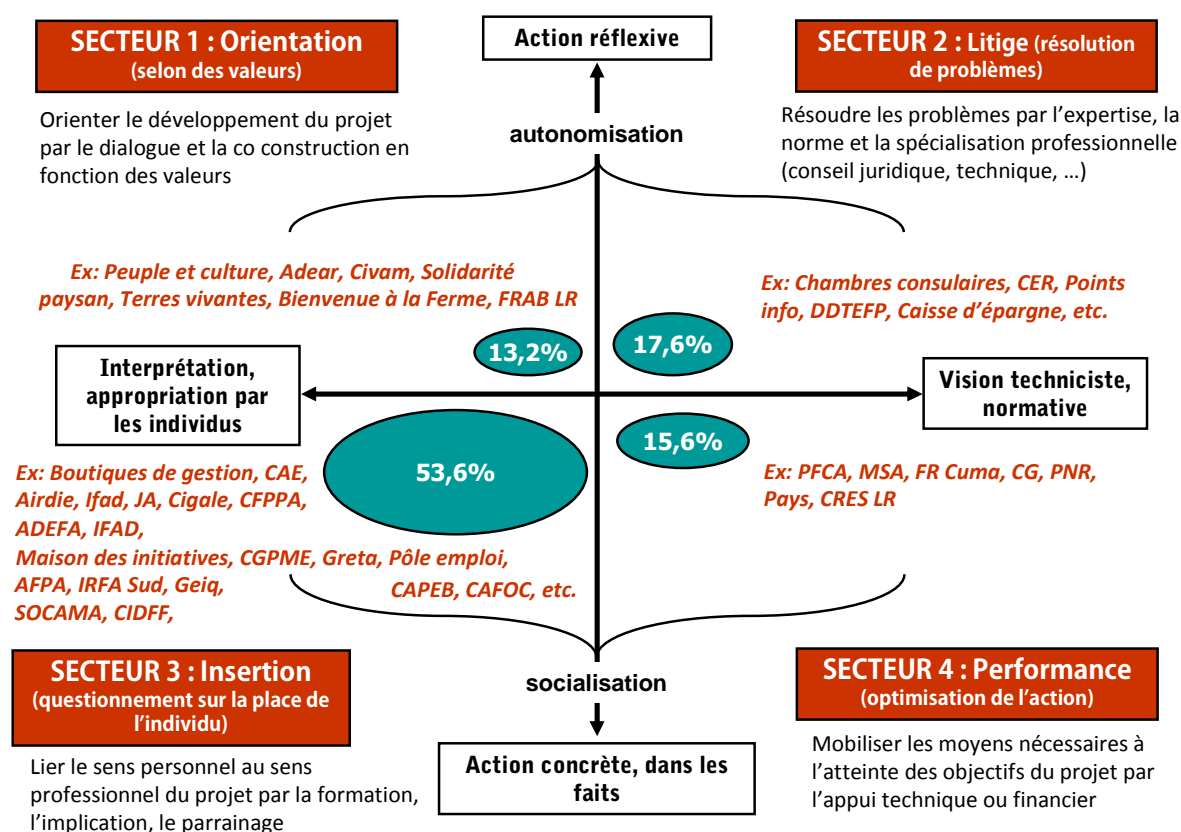 SECTEUR 1 : Orientation
(selon des valeurs)
Action réflexive
SECTEUR 2 : Litige (résolution
de problèmes)
Orienter le développement du projet
par le dialogue et la co construction en
fonction des valeurs
autonomisation
Résoudre les problèmes par l’expertise, la
norme et la spécialisation professionnelle
(conseil juridique, technique, …)
Ex: Peuple et culture, Adear, Civam, Solidarité
paysan, Terres vivantes, Bienvenue à la Ferme, FRAB LR
Ex: Chambres consulaires, CER, Points
info, DDTEFP, Caisse d’épargne, etc.
13,2%
17,6%
Interprétation,
appropriation par
les individus
Vision techniciste,
normative
53,6%
15,6%
Ex: Boutiques de gestion, CAE,
Airdie, Ifad, JA, Cigale, CFPPA,
ADEFA, IFAD,
Maison des initiatives, CGPME, Greta, Pôle emploi,
AFPA, IRFA Sud, Geiq,
CAPEB, CAFOC, etc.
SOCAMA, CIDFF,
Ex: PFCA, MSA, FR Cuma, CG, PNR,
Pays, CRES LR
SECTEUR 3 : Insertion
(questionnement sur la place de
l’individu)
socialisation
SECTEUR 4 : Performance
(optimisation de l’action)
Lier le sens personnel au sens
professionnel du projet par la formation,
l’implication, le parrainage
Action concrète, dans les
faits
Mobiliser les moyens nécessaires à
l’atteinte des objectifs du projet par
l’appui technique ou financier